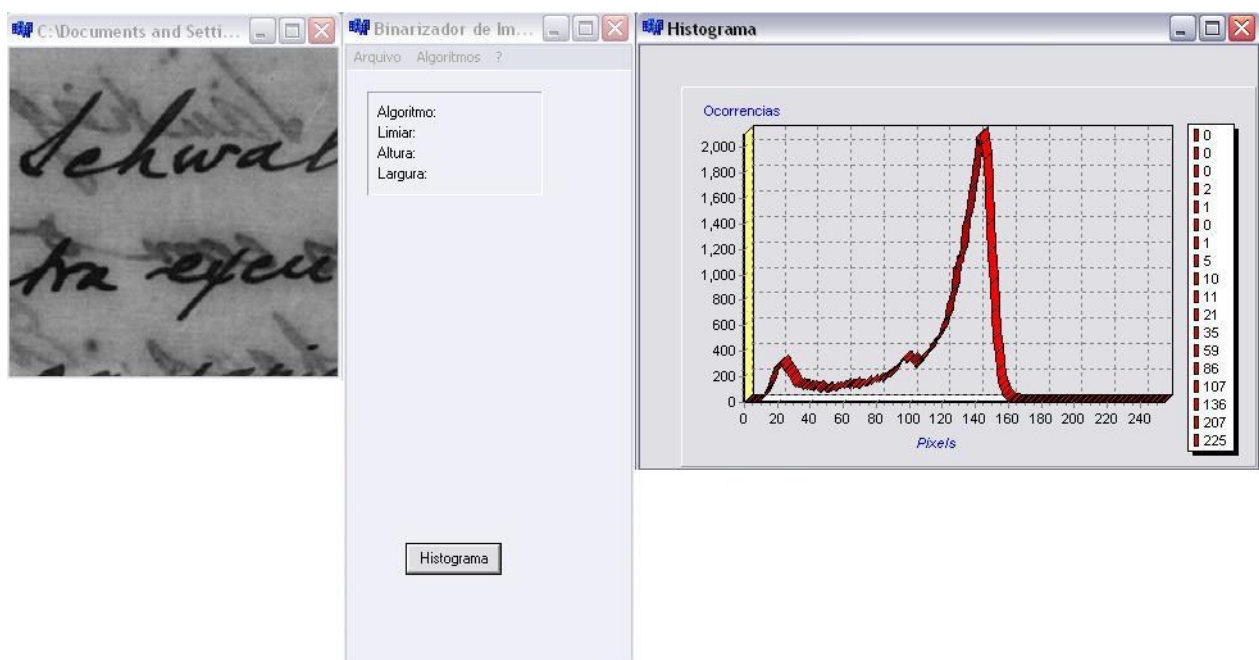 C:\Documents and Setti...
Schwal
tra execu
Binarizador de Im...
Arquivo Algoritmos ?
Algoritmo:
Limiar:
Altura:
Largura:
Histograma
Histograma
Ocorrencias
2,000
1,800
1,600
1,400
1,200
1,000
800
600
400
200
0
0 20 40 60 80 100 120 140 160 180 200 220 240
Pixels
0
0
0
2
1
0
1
5
10
11
21
35
59
86
107
136
207
225